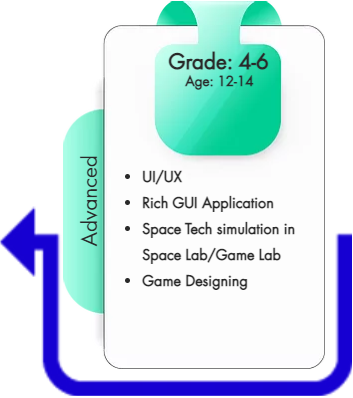 Grade: 4-6
Age: 12-14
Advanced
• UI/UX
• Rich GUI Application
• Space Tech simulation in
Space Lab/Game Lab
• Game Designing